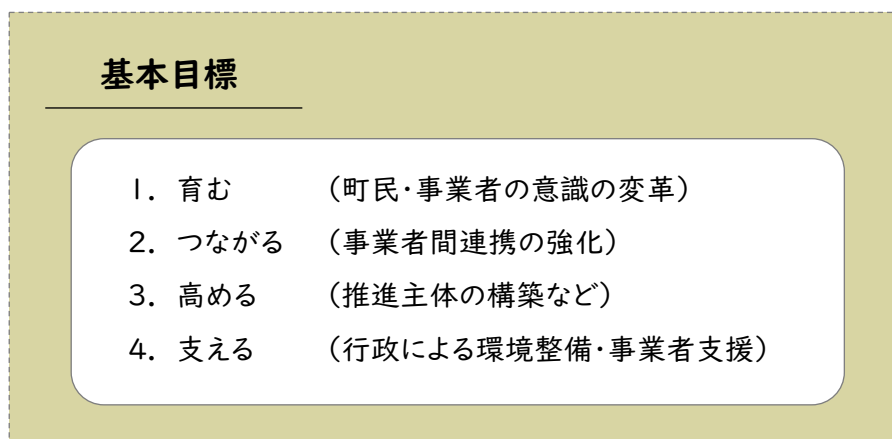 基本目標
1. 育む (町民・事業者の意識の変革)
2. つながる (事業者間連携の強化)
3. 高める (推進主体の構築など)
4. 支える (行政による環境整備・事業者支援)